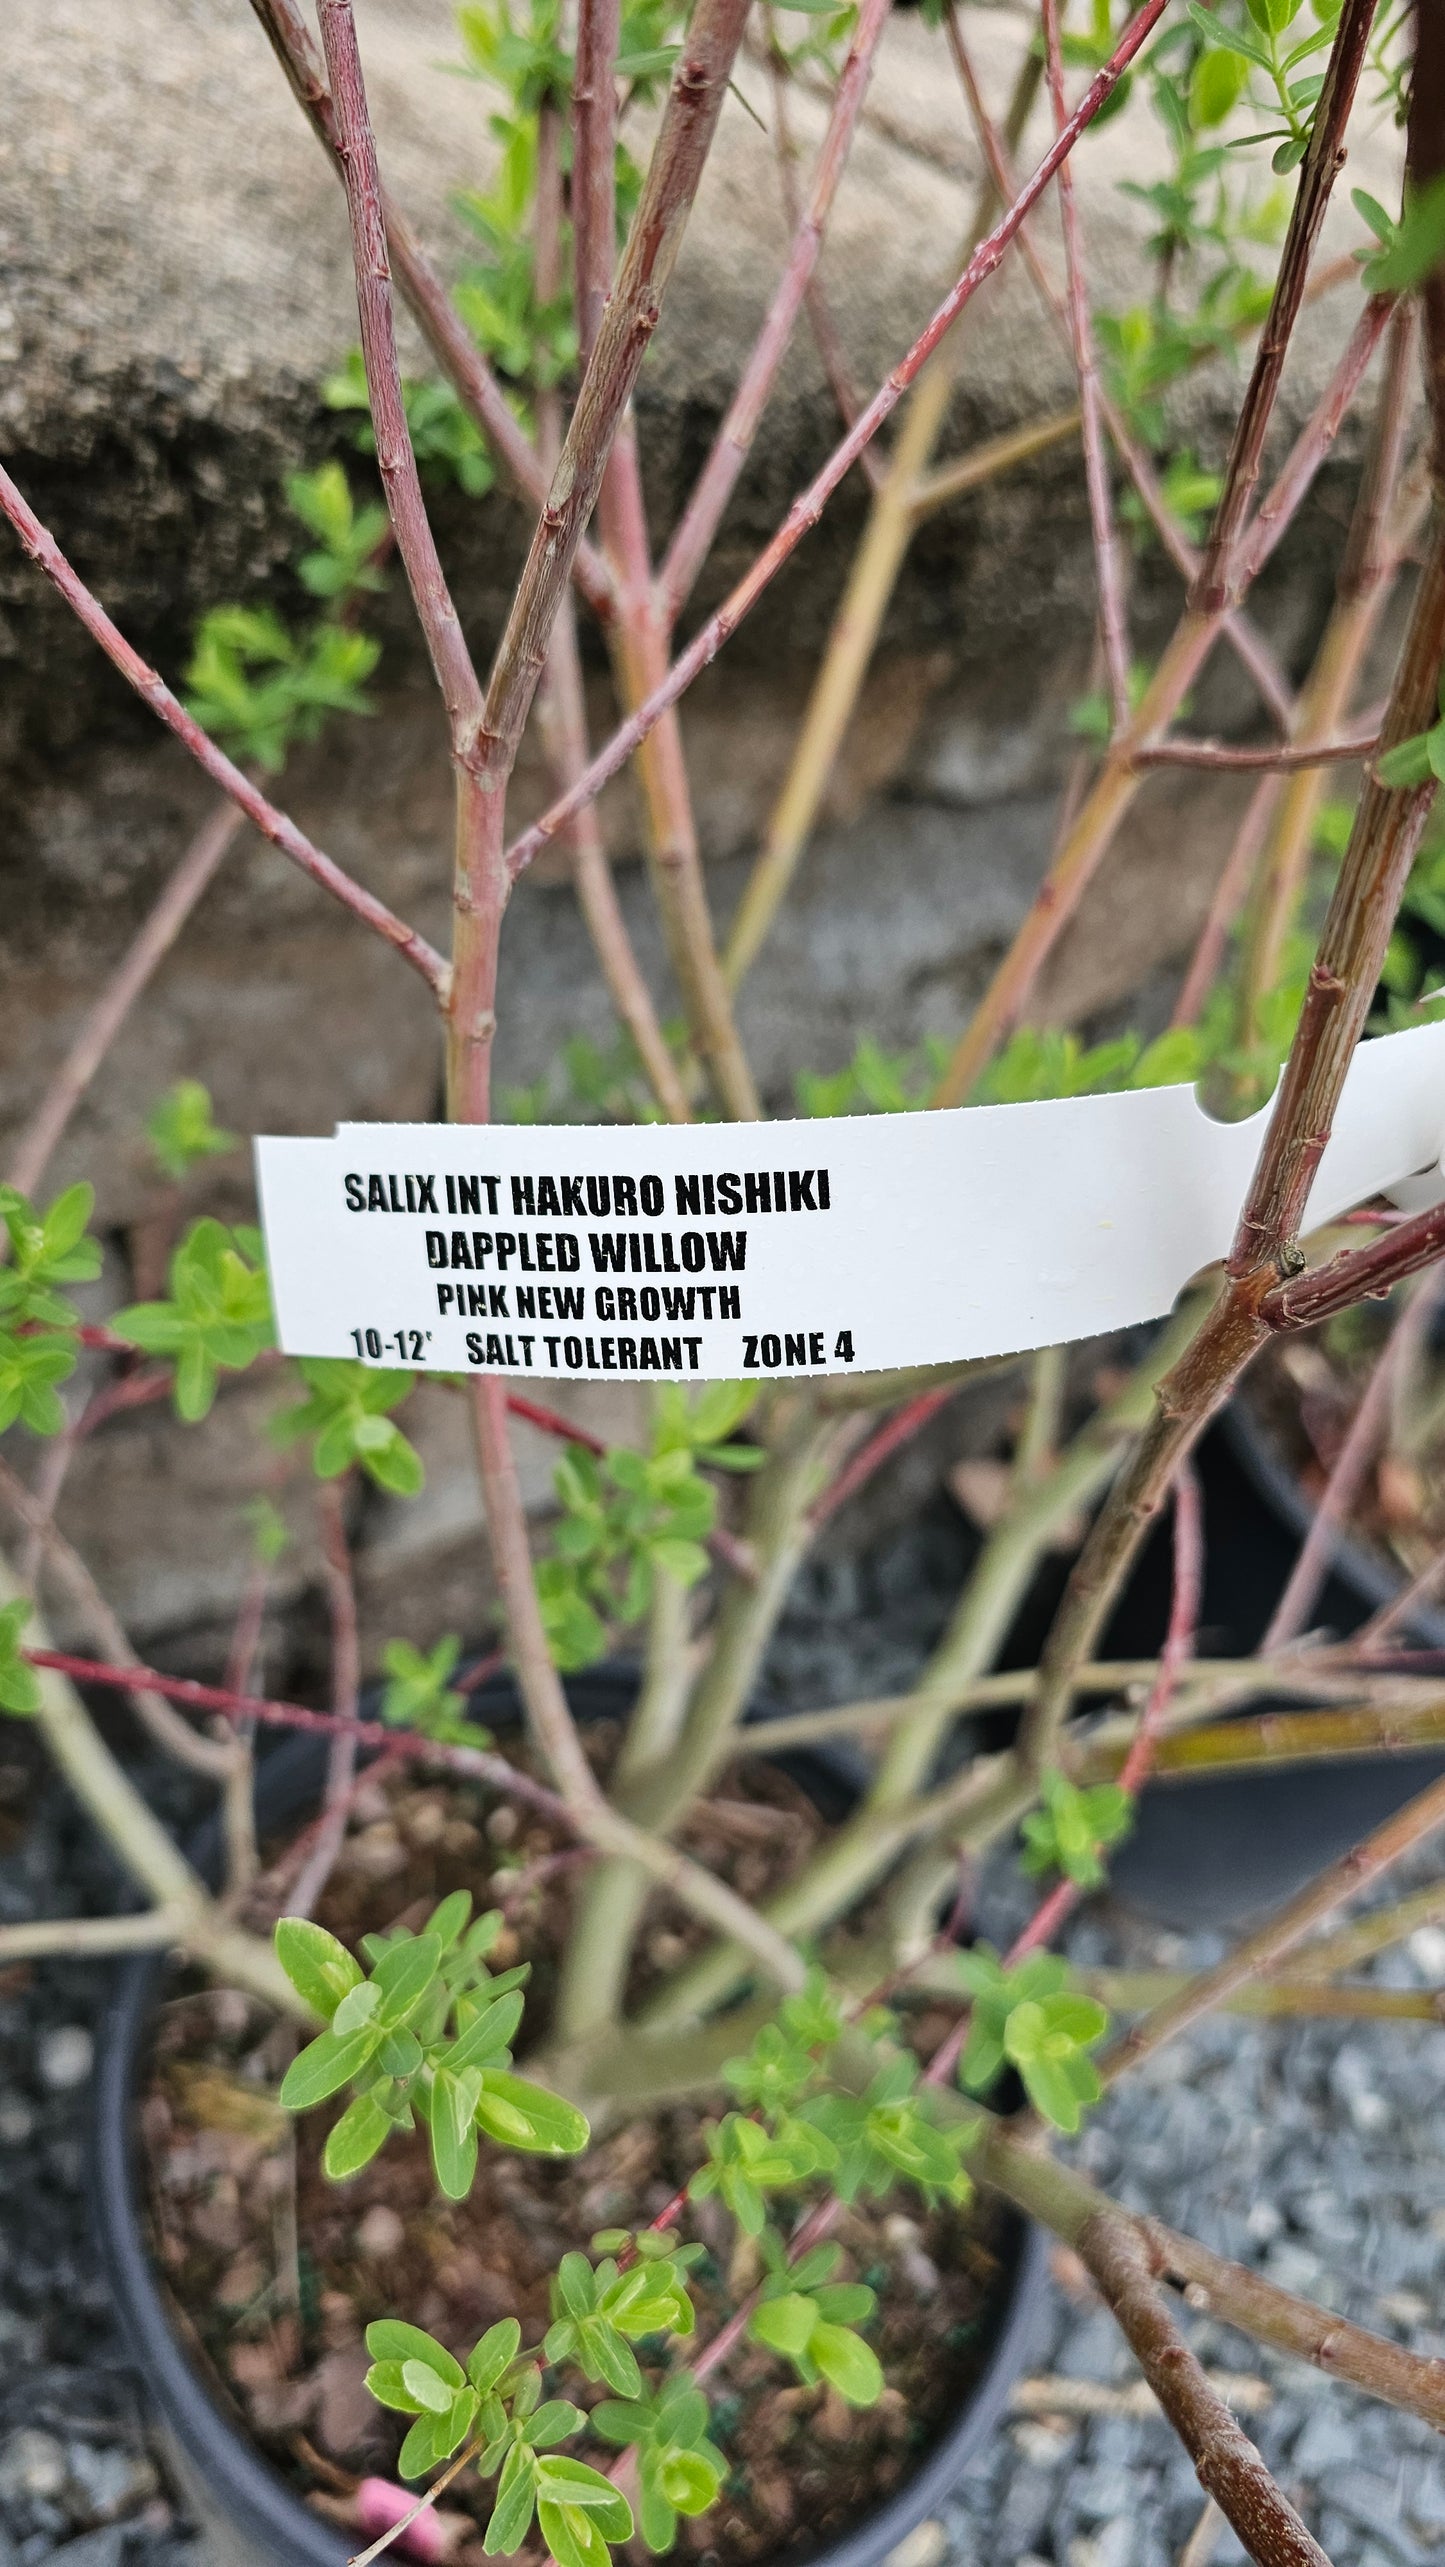 SALIX INT HAKURO NISHIKI
DAPPLED WILLOW
PINK NEW GROWTH
10-12' SALT TOLERANT ZONE 4